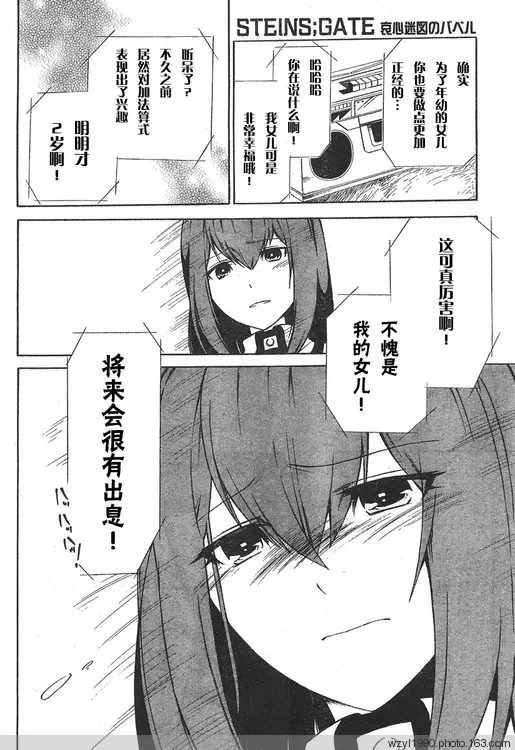 STEINS;GATE 哀心迷図のバベル
确实
为了年幼的女儿
你也要做点更加
正经的…
哈哈哈
你在说什么啊！
我女儿可是
非常幸福哦！
听呆了？
不久之前
居然对加法算式
表现出了兴趣
明明才
2岁啊！
这可真厉害啊！
不愧是
我的女儿！
将来会很有出息！
wzyl1990.photo.163.com